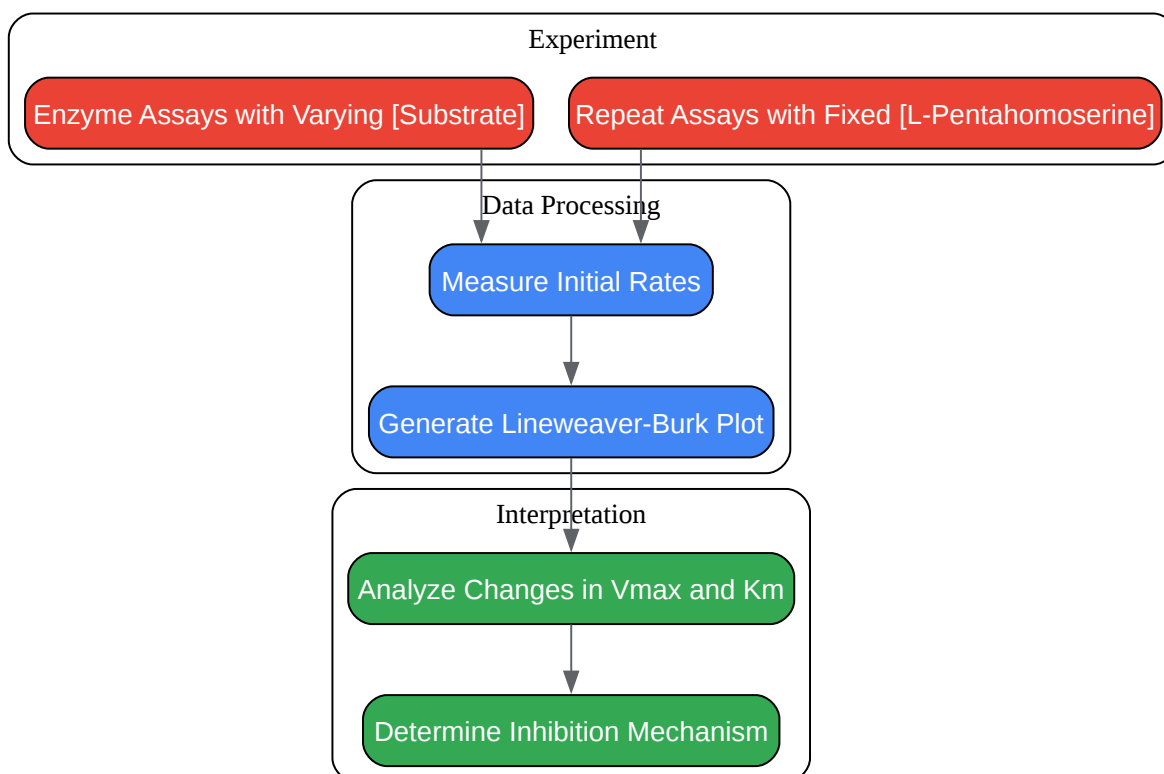 Experiment
Enzyme Assays with Varying [Substrate]
Repeat Assays with Fixed [L-Pentahomoserine]
Data Processing
Measure Initial Rates
Generate Lineweaver-Burk Plot
Interpretation
Analyze Changes in Vmax and Km
Determine Inhibition Mechanism